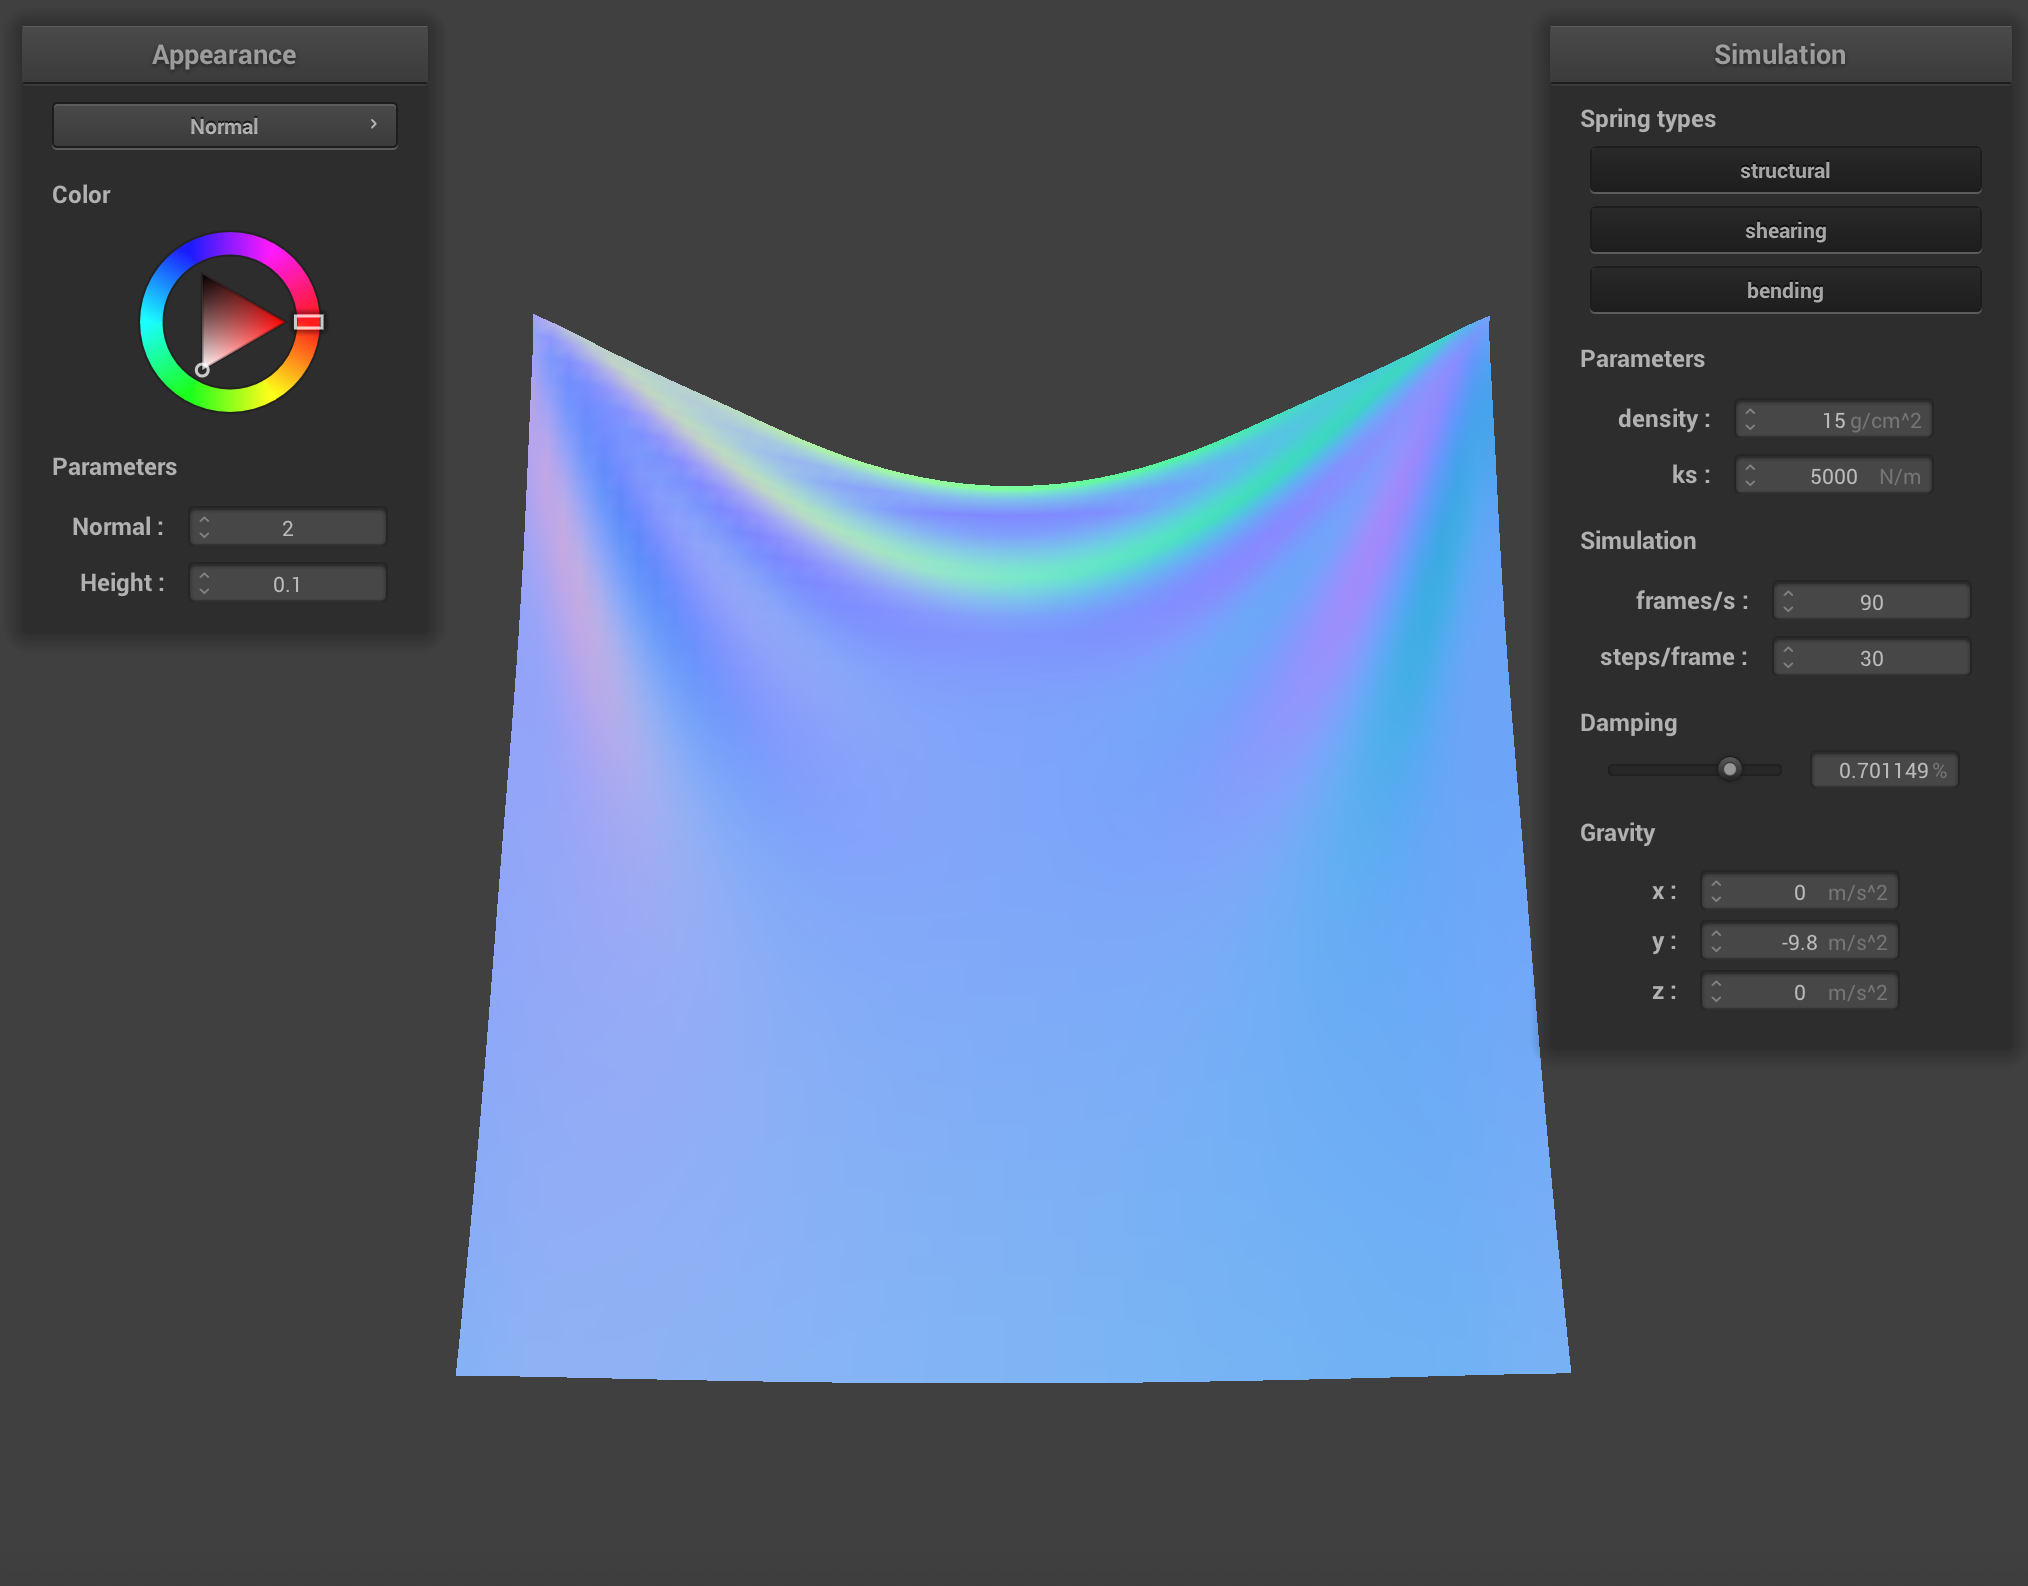 Appearance
Normal
Color
Parameters
Normal : 2
Height : 0.1
Simulation
Spring types
structural
shearing
bending
Parameters
density : 15 g/cm^2
ks : 5000 N/m
Simulation
frames/s : 90
steps/frame : 30
Damping
0.701149 %
Gravity
x : 0 m/s^2
y : -9.8 m/s^2
z : 0 m/s^2